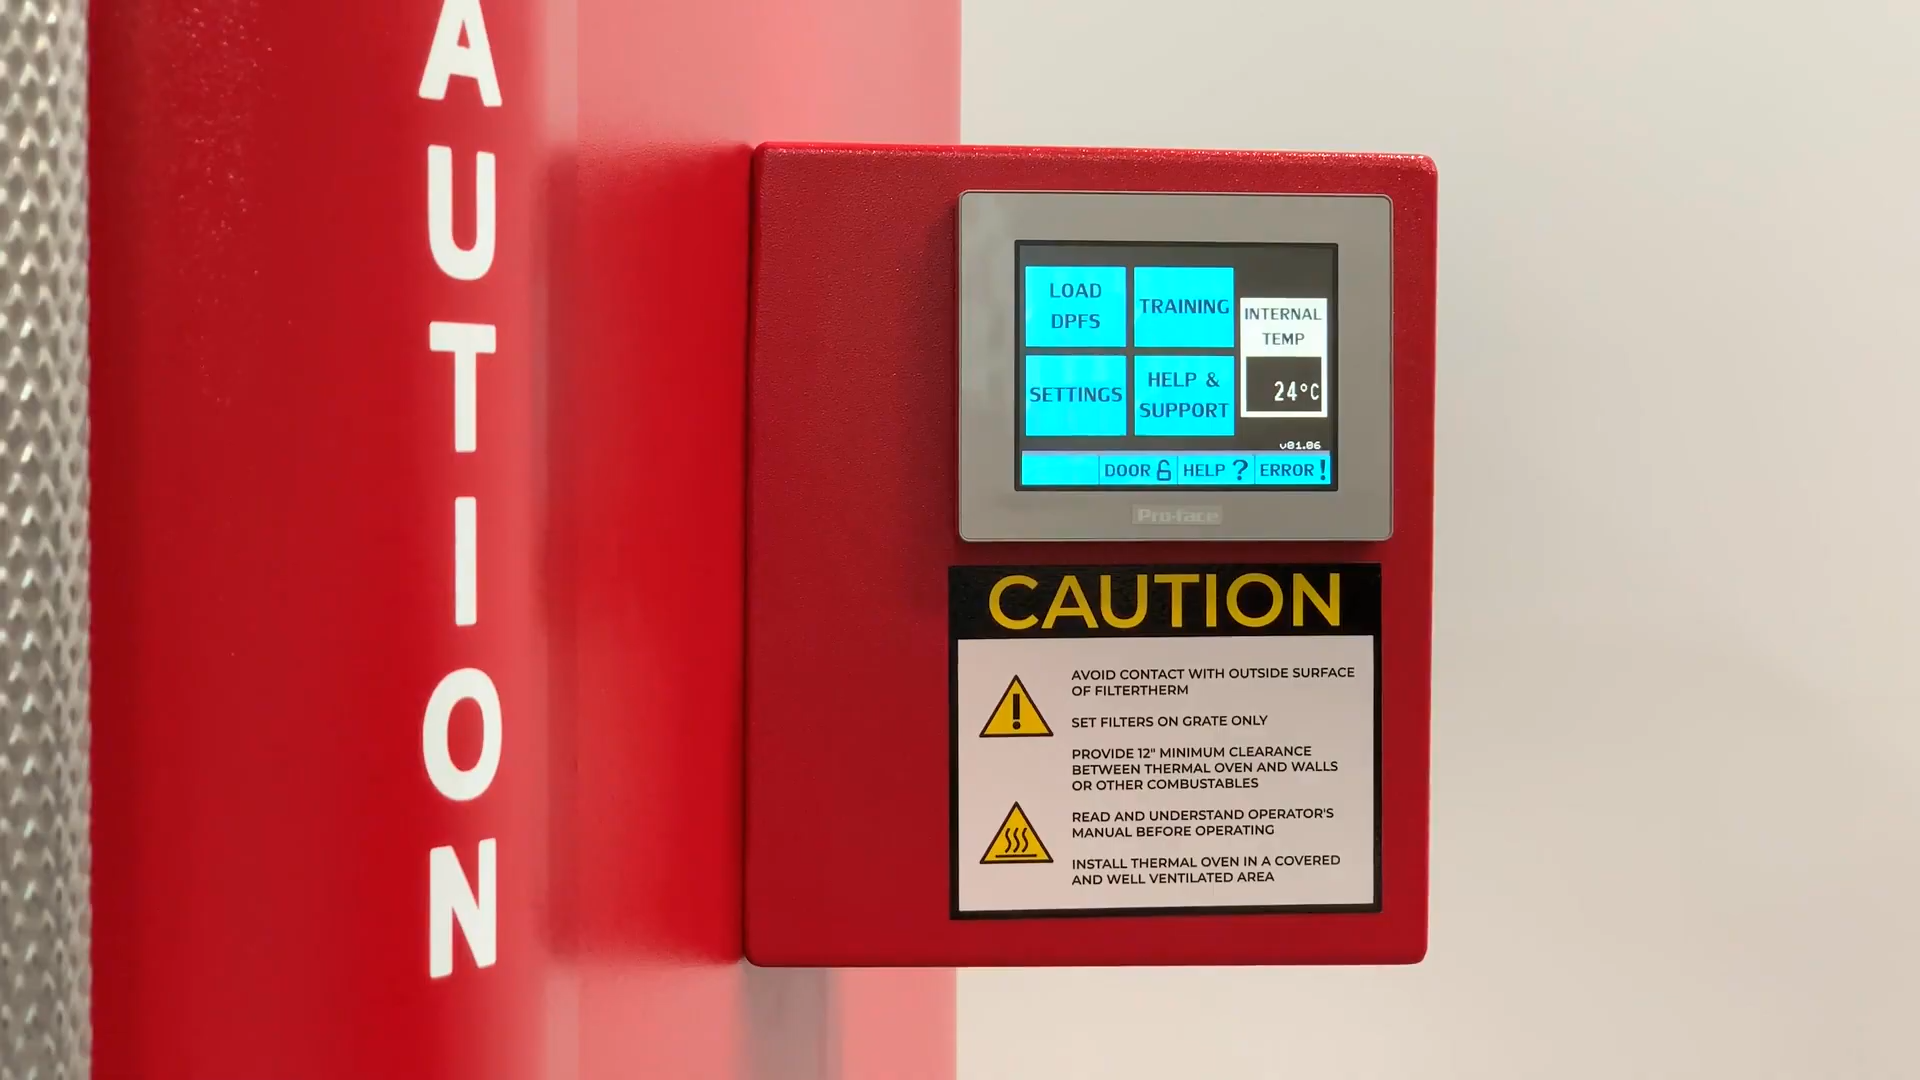 A
U
T
I
O
N
LOAD
DPFS
TRAINING
INTERNAL
TEMP
24°C
SETTINGS
HELP &
SUPPORT
v01.06
DOOR HELP ? ERROR !
Pro-face
CAUTION
AVOID CONTACT WITH OUTSIDE SURFACE
OF FILTERTHERM
SET FILTERS ON GRATE ONLY
PROVIDE 12" MINIMUM CLEARANCE
BETWEEN THERMAL OVEN AND WALLS
OR OTHER COMBUSTABLES
READ AND UNDERSTAND OPERATOR'S
MANUAL BEFORE OPERATING
INSTALL THERMAL OVEN IN A COVERED
AND WELL VENTILATED AREA